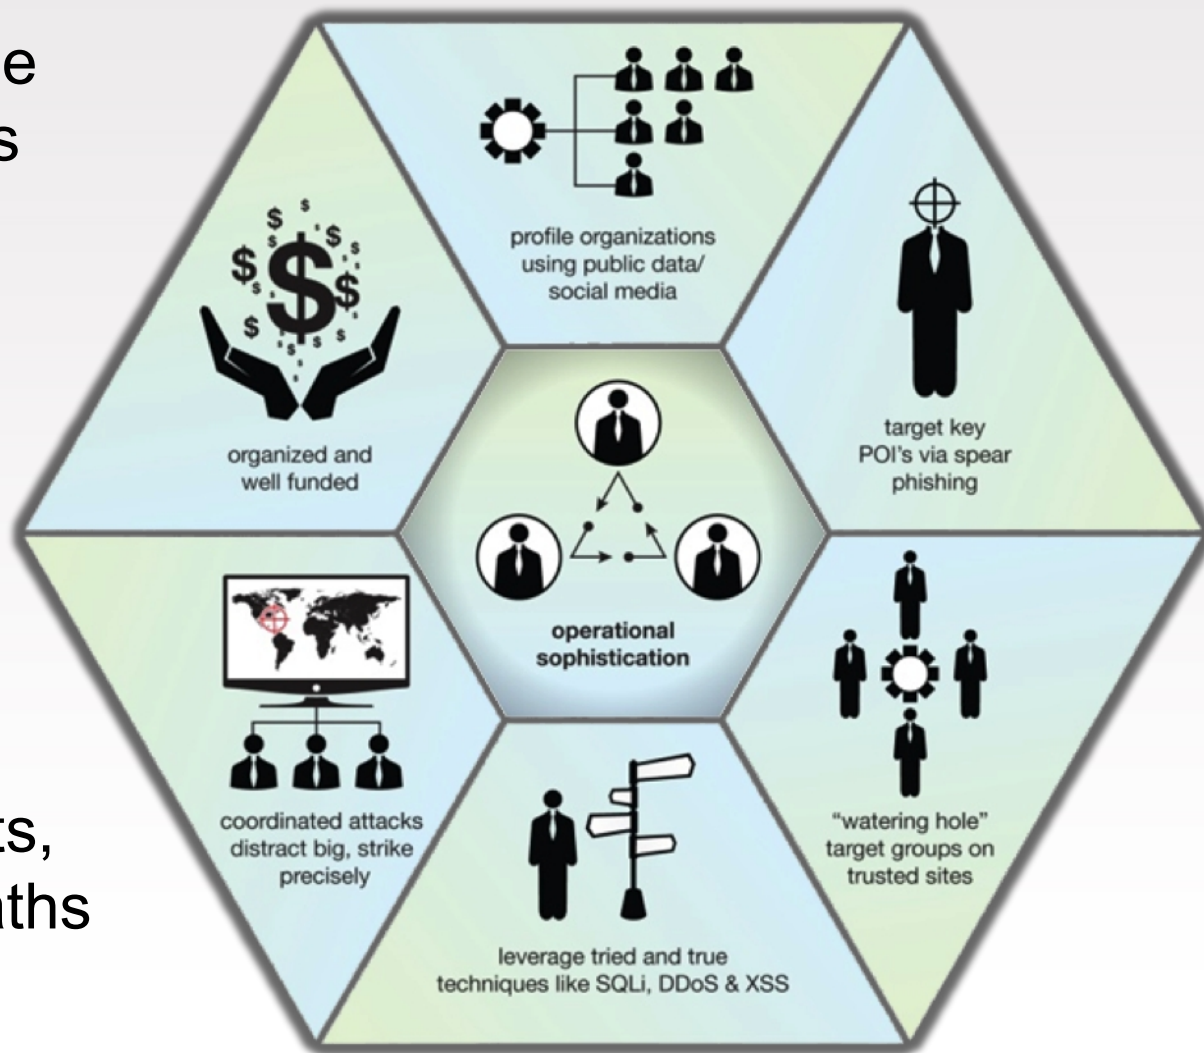 profile organizations
using public data/
social media
target key
POI's via spear
phishing
organized and
well funded
operational
sophistication
"watering hole"
target groups on
trusted sites
coordinated attacks
distract big, strike
precisely
leverage tried and true
techniques like SQLi, DDoS & XSS